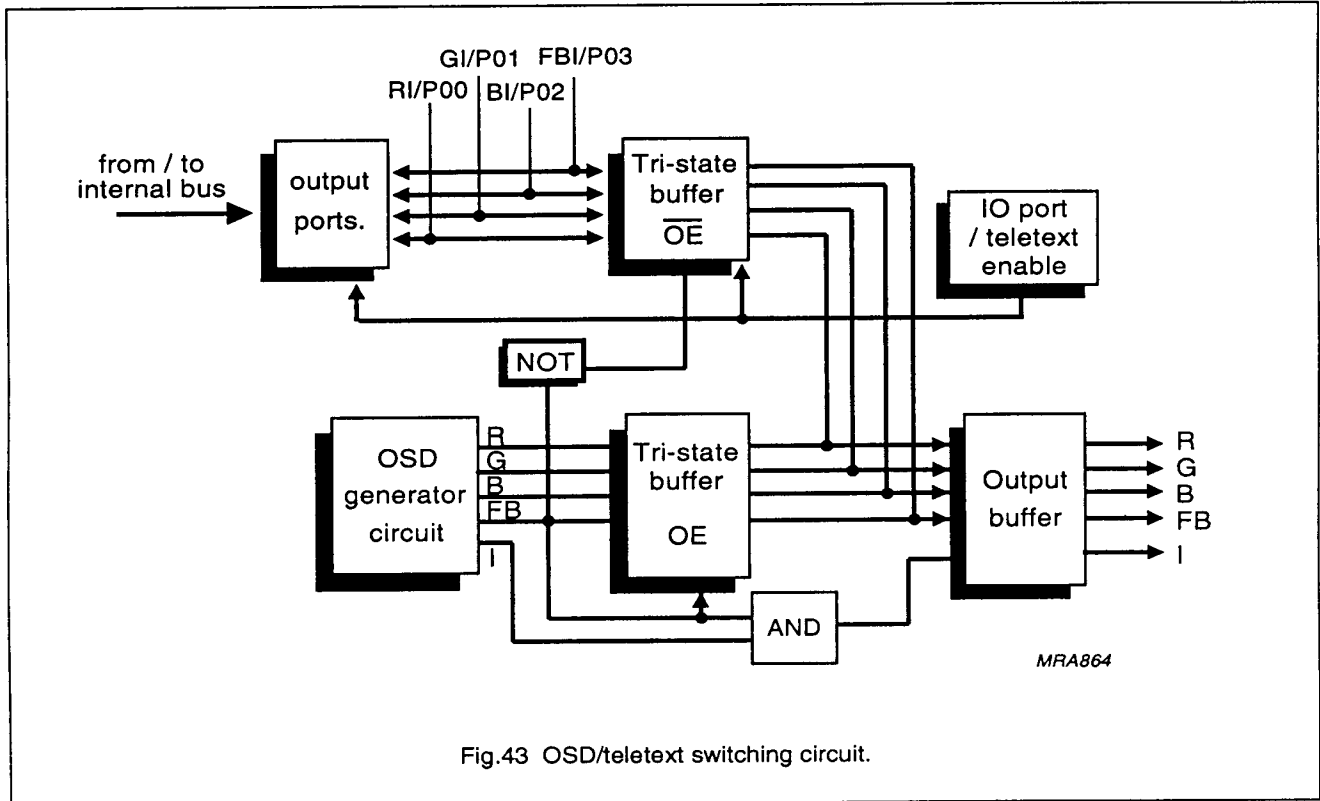 GI/P01 FBI/P03
RI/P00 BI/P02
from / to
internal bus
output
ports.
Tri-state
buffer
OE
IO port
/ teletext
enable
NOT
OSD
generator
circuit
R
G
B
FB
I
Tri-state
buffer
OE
AND
Output
buffer
R
G
B
FB
I
MRA864
Fig.43 OSD/teletext switching circuit.